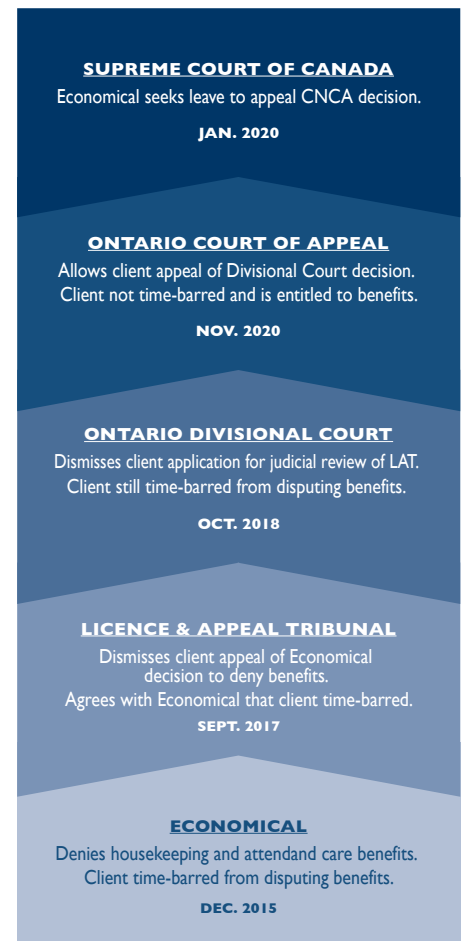 SUPREME COURT OF CANADA
Economical seeks leave to appeal CNCA decision.
JAN. 2020
ONTARIO COURT OF APPEAL
Allows client appeal of Divisional Court decision.
Client not time-barred and is entitled to benefits.
NOV. 2020
ONTARIO DIVISIONAL COURT
Dismisses client application for judicial review of LAT.
Client still time-barred from disputing benefits.
OCT. 2018
LICENCE & APPEAL TRIBUNAL
Dismisses client appeal of Economical
decision to deny benefits.
Agrees with Economical that client time-barred.
SEPT. 2017
ECONOMICAL
Denies housekeeping and attendand care benefits.
Client time-barred from disputing benefits.
DEC. 2015